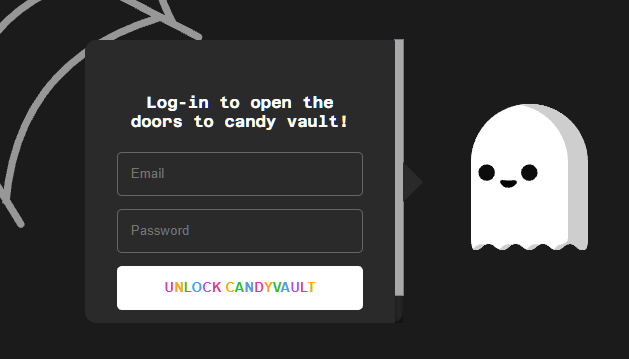 Log-in to open the
doors to candy vault!
Email
Password
UNLOCK CANDYVAULT